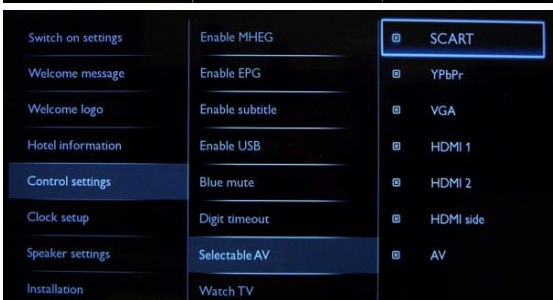 Switch on settings
Welcome message
Welcome logo
Hotel information
Control settings
Clock setup
Speaker settings
Installation
Enable MHEG
Enable EPG
Enable subtitle
Enable USB
Blue mute
Digit timeout
Selectable AV
Watch TV
SCART
YPbPr
VGA
HDMI 1
HDMI 2
HDMI side
AV